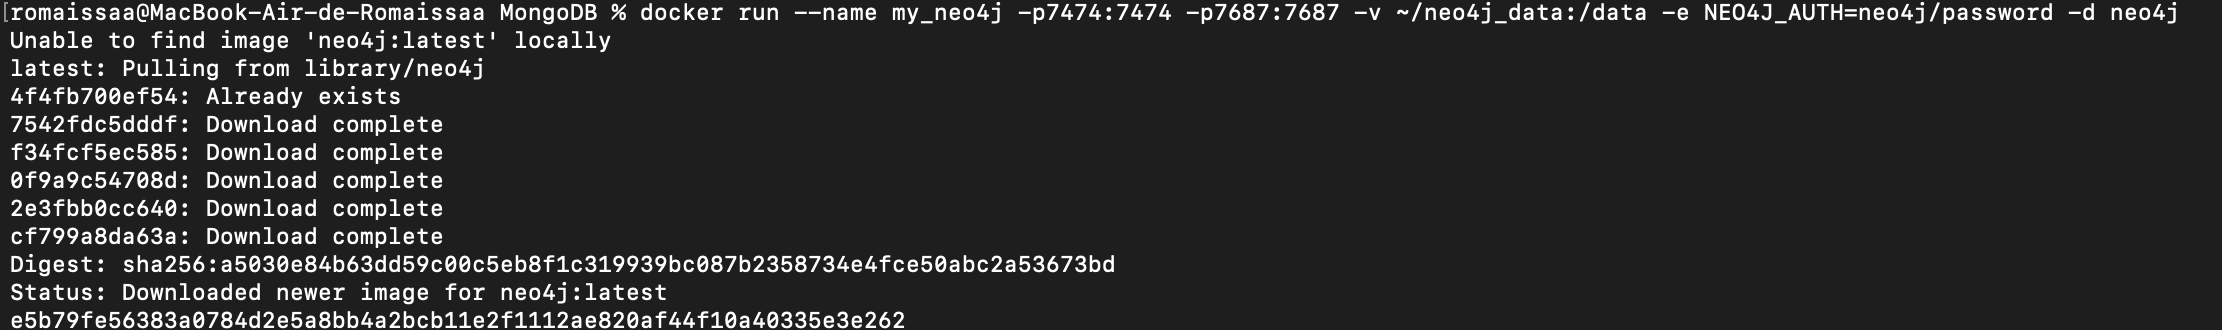 [romaissaa@MacBook-Air-de-Romaissaa MongoDB % docker run --name my_neo4j -p7474:7474 -p7687:7687 -v ~/neo4j_data:/data -e NEO4J_AUTH=neo4j/password -d neo4j
Unable to find image 'neo4j:latest' locally
latest: Pulling from library/neo4j
4f4fb700ef54: Already exists
7542fdc5dddf: Download complete
f34fcf5ec585: Download complete
0f9a9c54708d: Download complete
2e3fbb0cc640: Download complete
cf799a8da63a: Download complete
Digest: sha256:a5030e84b63dd59c00c5eb8f1c319939bc087b2358734e4fce50abc2a53673bd
Status: Downloaded newer image for neo4j:latest
e5b79fe56383a0784d2e5a8bb4a2bcb11e2f1112ae820af44f10a40335e3e262